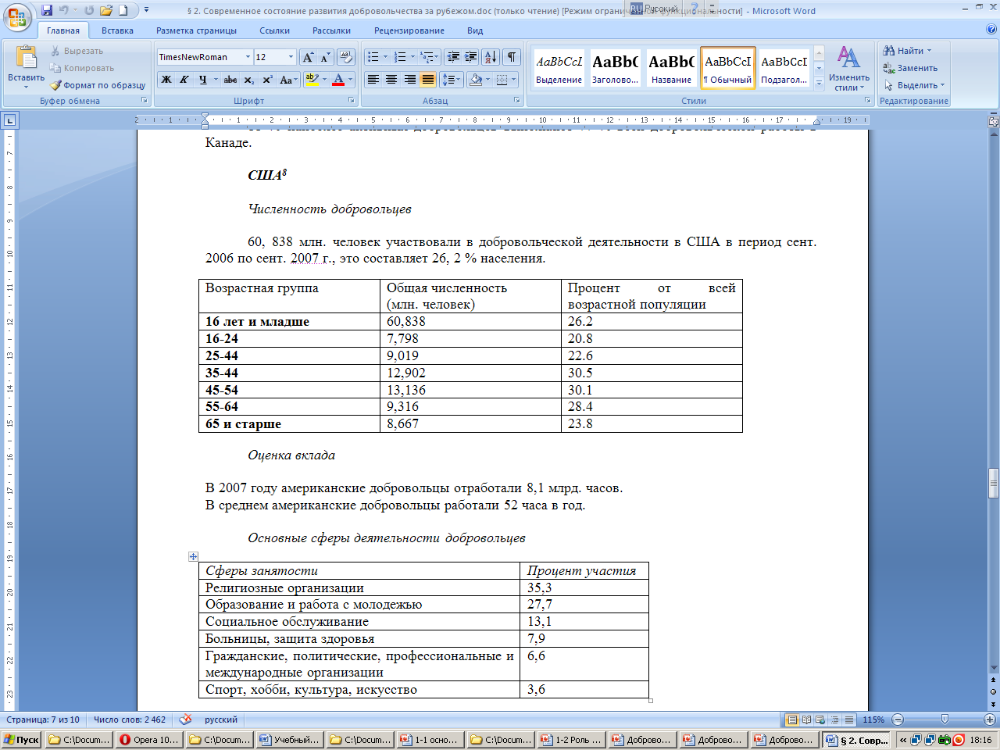 § 2. Современное состояние развития добровольчества за рубежом.doc (только чтение) [Режим ограниченной функциональности] - Microsoft Word
RU Русский
Главная Вставка Разметка страницы Ссылки Рассылки Рецензирование Вид
Вставить
Вырезать
Копировать
Формат по образцу
Буфер обмена
TimesNewRoman 12
Ж К Ч abc x₂ x² Aa
Шрифт
Абзац
AaBbCcI AaBbC AaBbC AaBbCcI AaBbCcI
Выделение Заголово... Название ¶ Обычный Подзагол...
Изменить стили
Стили
Найти
Заменить
Выделить
Редактирование
Канаде.
США⁸
Численность добровольцев
60, 838 млн. человек участвовали в добровольческой деятельности в США в период сент.
2006 по сент. 2007 г., это составляет 26, 2 % населения.
Возрастная группа Общая численность (млн. человек) Процент от всей возрастной популяции
16 лет и младше 60,838 26.2
16-24 7,798 20.8
25-44 9,019 22.6
35-44 12,902 30.5
45-54 13,136 30.1
55-64 9,316 28.4
65 и старше 8,667 23.8
Оценка вклада
В 2007 году американские добровольцы отработали 8,1 млрд. часов.
В среднем американские добровольцы работали 52 часа в год.
Основные сферы деятельности добровольцев
Сферы занятости Процент участия
Религиозные организации 35,3
Образование и работа с молодежью 27,7
Социальное обслуживание 13,1
Больницы, защита здоровья 7,9
Гражданские, политические, профессиональные и международные организации 6,6
Спорт, хобби, культура, искусство 3,6
Страница: 7 из 10 Число слов: 2 462 русский 115%
Пуск C:\Docum... Opera 10... C:\Docum... Учебный... C:\Docum... 1-1 осно... C:\Docum... 1-2 Роль ... Доброво... Доброво... Доброво... § 2. Совр... « 18:16